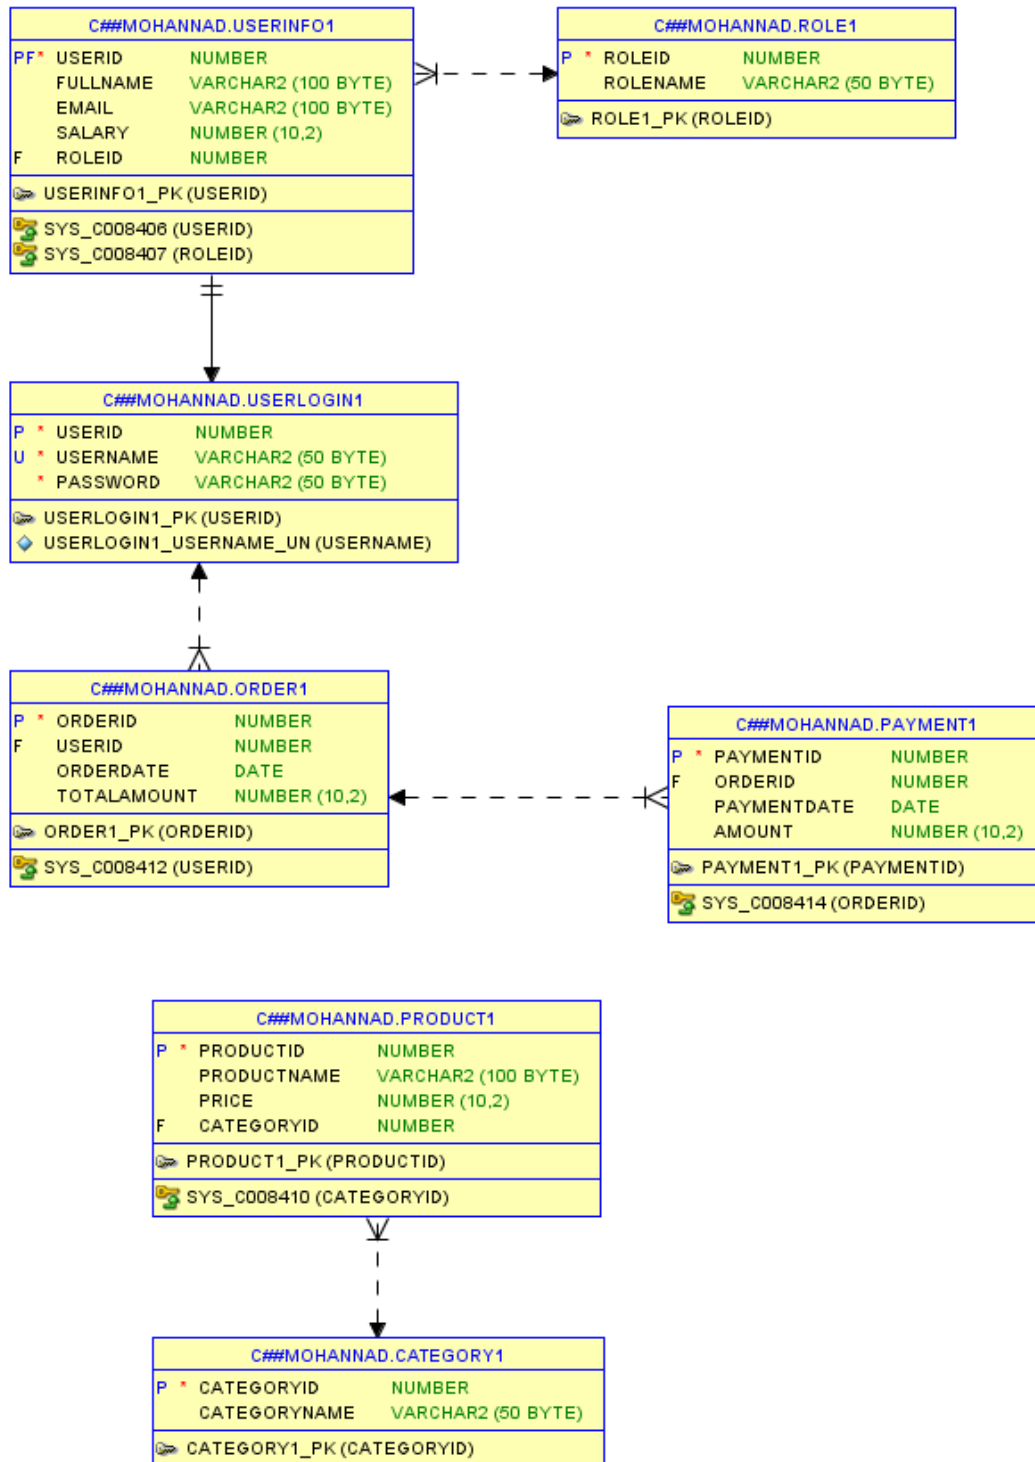 C##MOHANNAD.USERINFO1
PF* USERID NUMBER
FULLNAME VARCHAR2 (100 BYTE)
EMAIL VARCHAR2 (100 BYTE)
SALARY NUMBER (10,2)
F ROLEID NUMBER
USERINFO1_PK (USERID)
SYS_C008406 (USERID)
SYS_C008407 (ROLEID)
C##MOHANNAD.ROLE1
P * ROLEID NUMBER
ROLENAME VARCHAR2 (50 BYTE)
ROLE1_PK (ROLEID)
C##MOHANNAD.USERLOGIN1
P * USERID NUMBER
U * USERNAME VARCHAR2 (50 BYTE)
* PASSWORD VARCHAR2 (50 BYTE)
USERLOGIN1_PK (USERID)
USERLOGIN1_USERNAME_UN (USERNAME)
C##MOHANNAD.ORDER1
P * ORDERID NUMBER
F USERID NUMBER
ORDERDATE DATE
TOTALAMOUNT NUMBER (10,2)
ORDER1_PK (ORDERID)
SYS_C008412 (USERID)
C##MOHANNAD.PAYMENT1
P * PAYMENTID NUMBER
F ORDERID NUMBER
PAYMENTDATE DATE
AMOUNT NUMBER (10,2)
PAYMENT1_PK (PAYMENTID)
SYS_C008414 (ORDERID)
C##MOHANNAD.PRODUCT1
P * PRODUCTID NUMBER
PRODUCTNAME VARCHAR2 (100 BYTE)
PRICE NUMBER (10,2)
F CATEGORYID NUMBER
PRODUCT1_PK (PRODUCTID)
SYS_C008410 (CATEGORYID)
C##MOHANNAD.CATEGORY1
P * CATEGORYID NUMBER
CATEGORYNAME VARCHAR2 (50 BYTE)
CATEGORY1_PK (CATEGORYID)